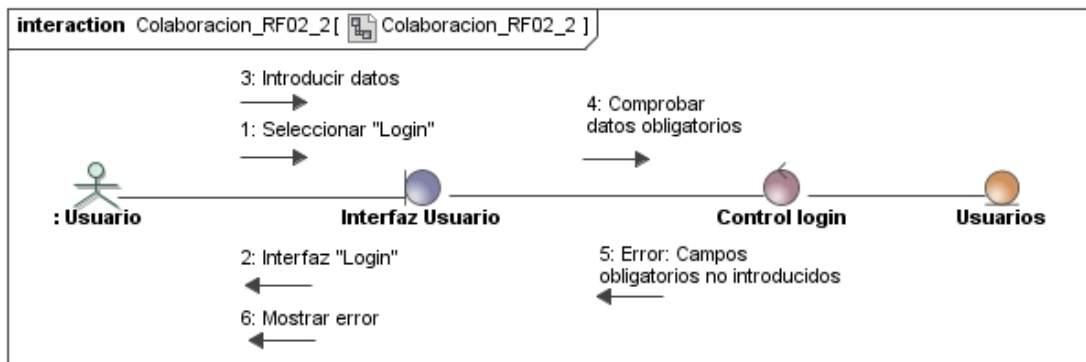 interaction Colaboracion_RF02_2[ Colaboracion_RF02_2 ]
3: Introducir datos
1: Seleccionar "Login"
4: Comprobar
datos obligatorios
: Usuario
Interfaz Usuario
Control login
Usuarios
2: Interfaz "Login"
5: Error: Campos
obligatorios no introducidos
6: Mostrar error